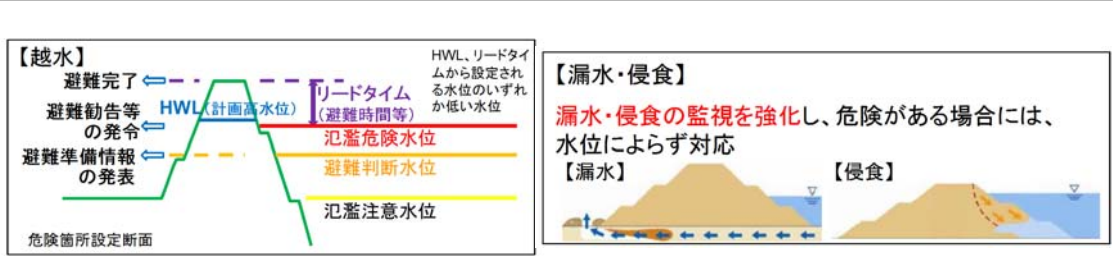 【越水】
避難完了
避難勧告等
の発令
避難準備情報
の発表
HWL(計画高水位)
HWL、リードタイ
ムから設定され
る水位のいずれ
か低い水位
リードタイム
(避難時間等)
氾濫危険水位
避難判断水位
氾濫注意水位
危険箇所設定断面
【漏水・侵食】
漏水・侵食の監視を強化し、危険がある場合には、
水位によらず対応
【漏水】
【侵食】